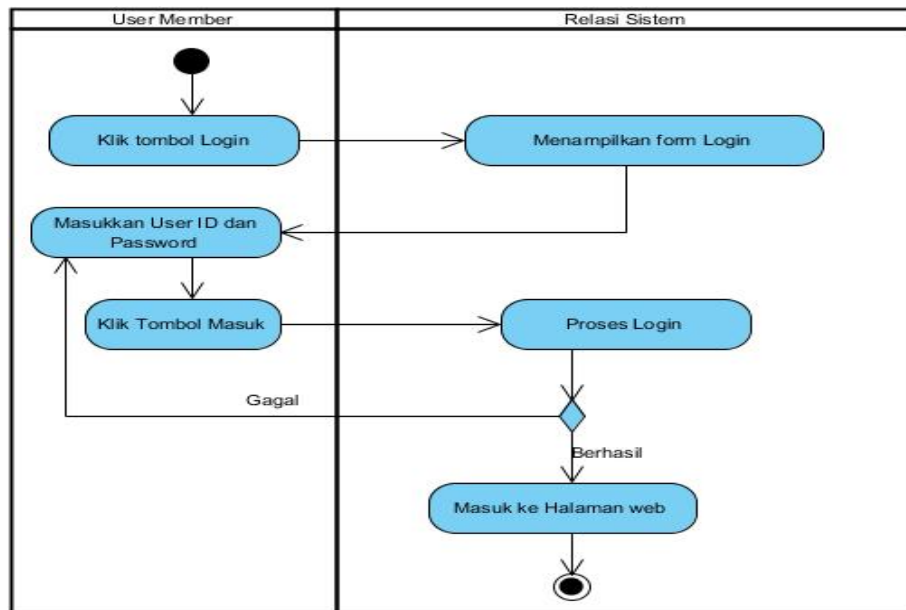 User Member
Relasi Sistem
Klik tombol Login
Menampilkan form Login
Masukkan User ID dan
Password
Klik Tombol Masuk
Proses Login
Gagal
Berhasil
Masuk ke Halaman web